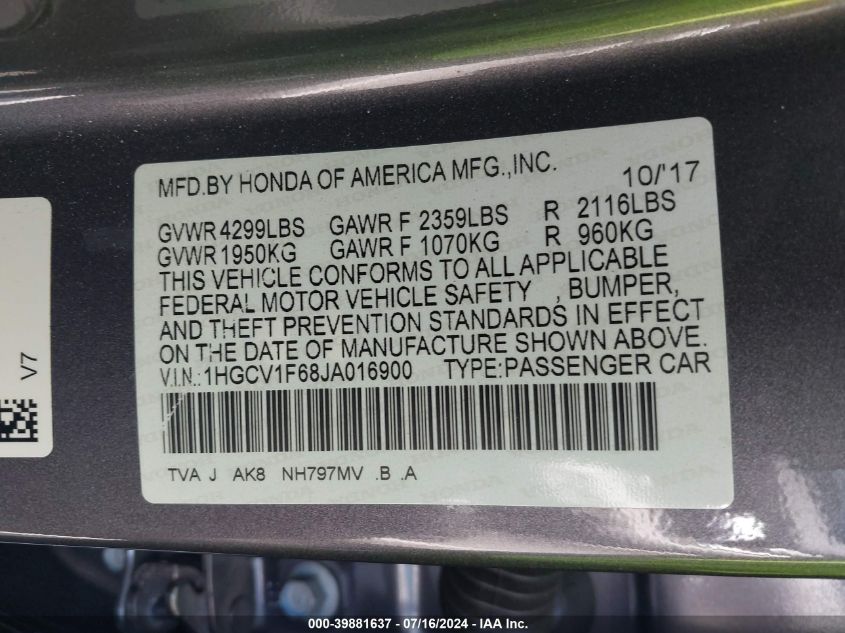 MFD.BY HONDA OF AMERICA MFG.,INC. 10/'17
GVWR 4299LBS GAWR F 2359LBS R 2116LBS
GVWR 1950KG GAWR F 1070KG R 960KG
THIS VEHICLE CONFORMS TO ALL APPLICABLE
FEDERAL MOTOR VEHICLE SAFETY , BUMPER,
AND THEFT PREVENTION STANDARDS IN EFFECT
ON THE DATE OF MANUFACTURE SHOWN ABOVE.
V.I.N.:1HGCV1F68JA016900 TYPE:PASSENGER CAR
TVA J AK8 NH797MV .B .A
V7
000-39881637 - 07/16/2024 - IAA Inc.